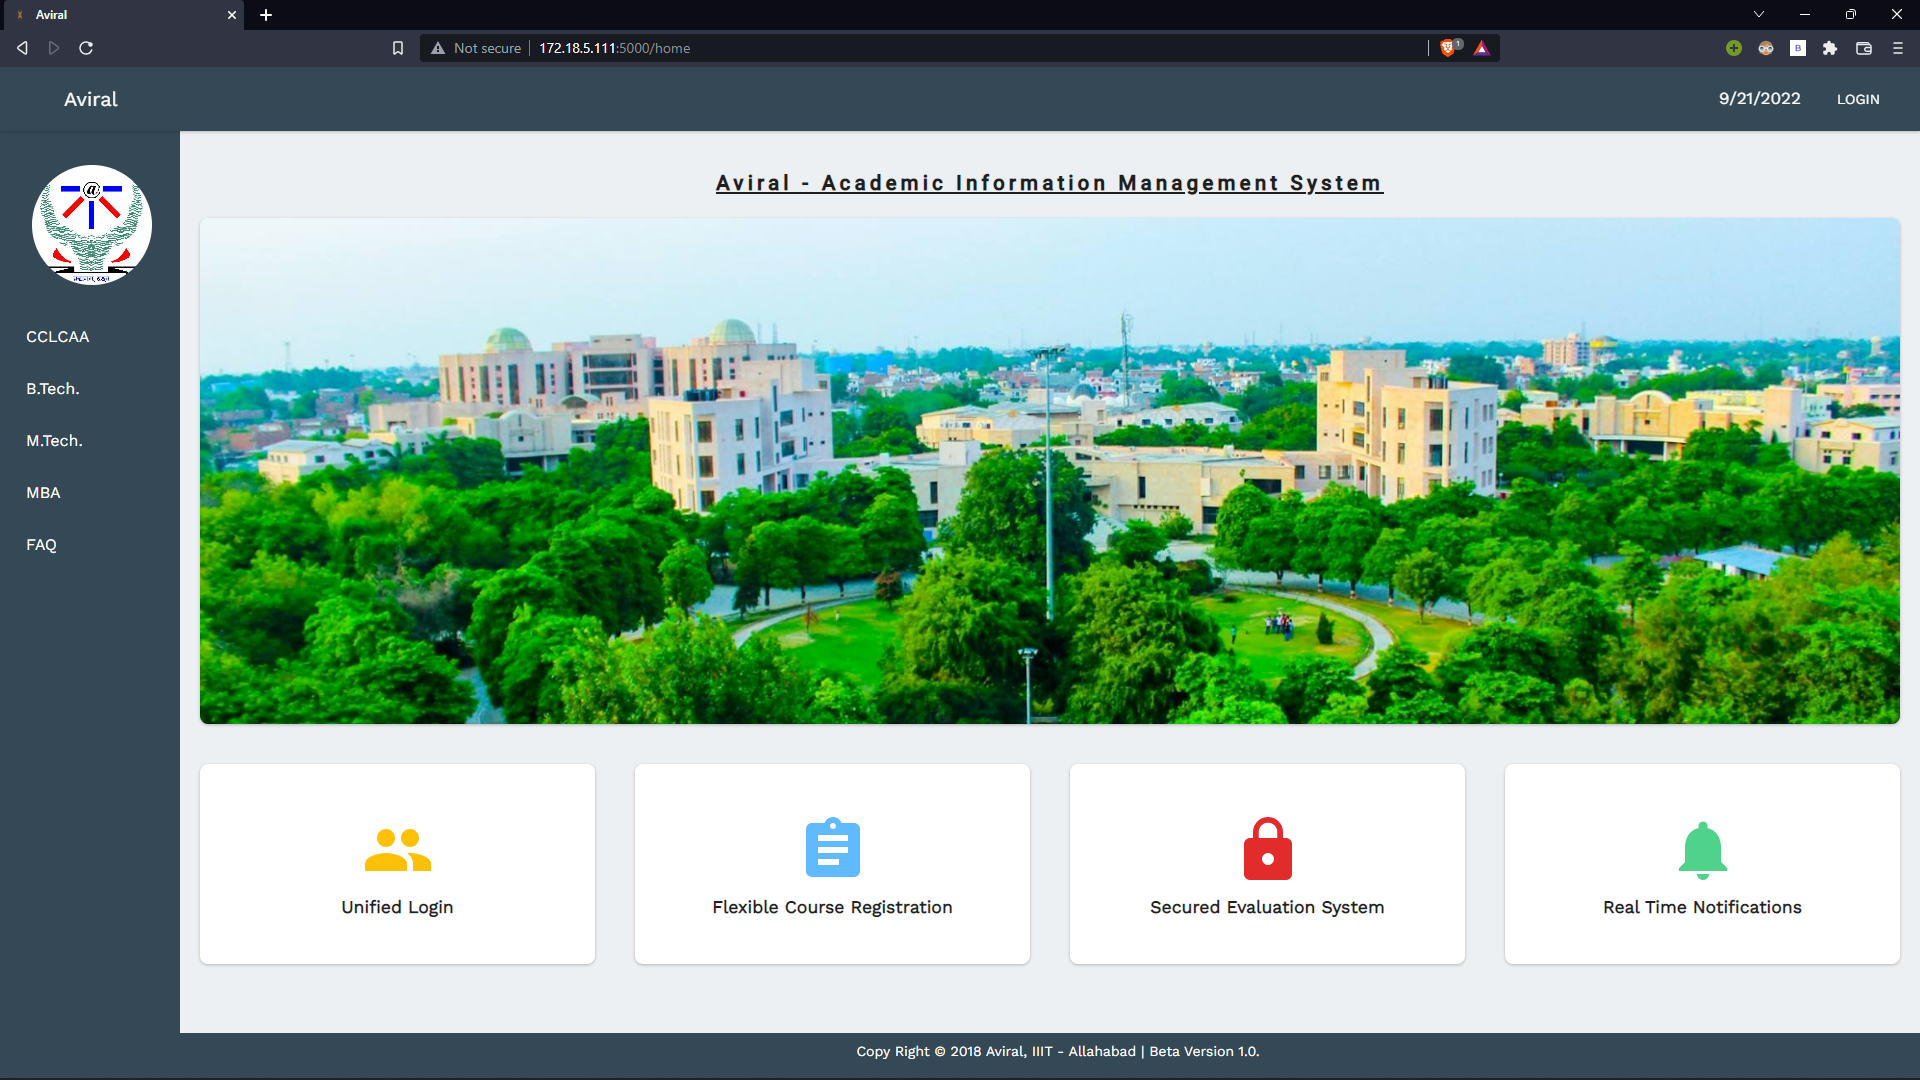 Aviral
Not secure
172.18.5.111:5000/home
1
B
Aviral
9/21/2022
LOGIN
@
CCLCAA
B.Tech.
M.Tech.
MBA
FAQ
Aviral - Academic Information Management System
Unified Login
Flexible Course Registration
Secured Evaluation System
Real Time Notifications
Copy Right © 2018 Aviral, IIIT - Allahabad | Beta Version 1.0.